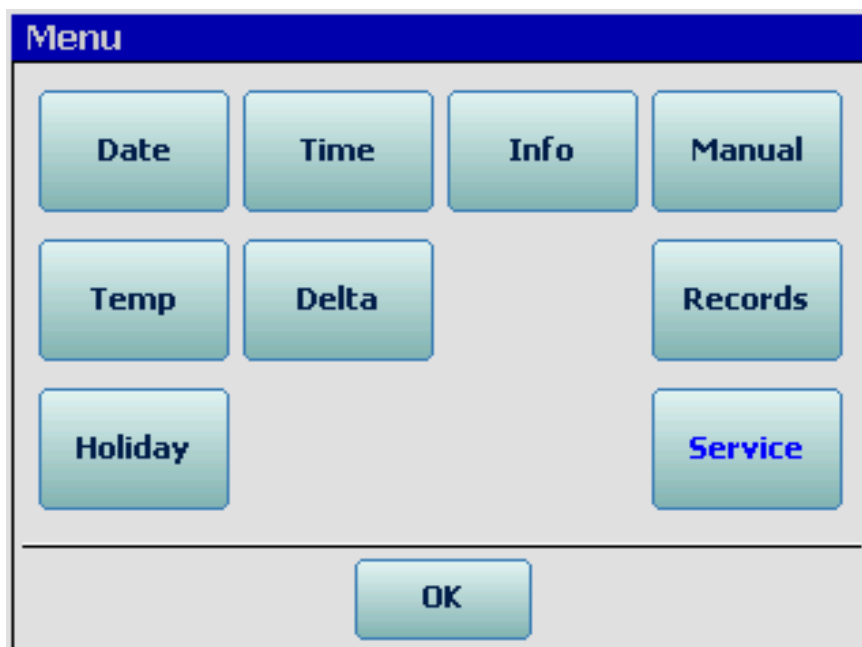 Menu
Date Time Info Manual
Temp Delta Records
Holiday Service
OK